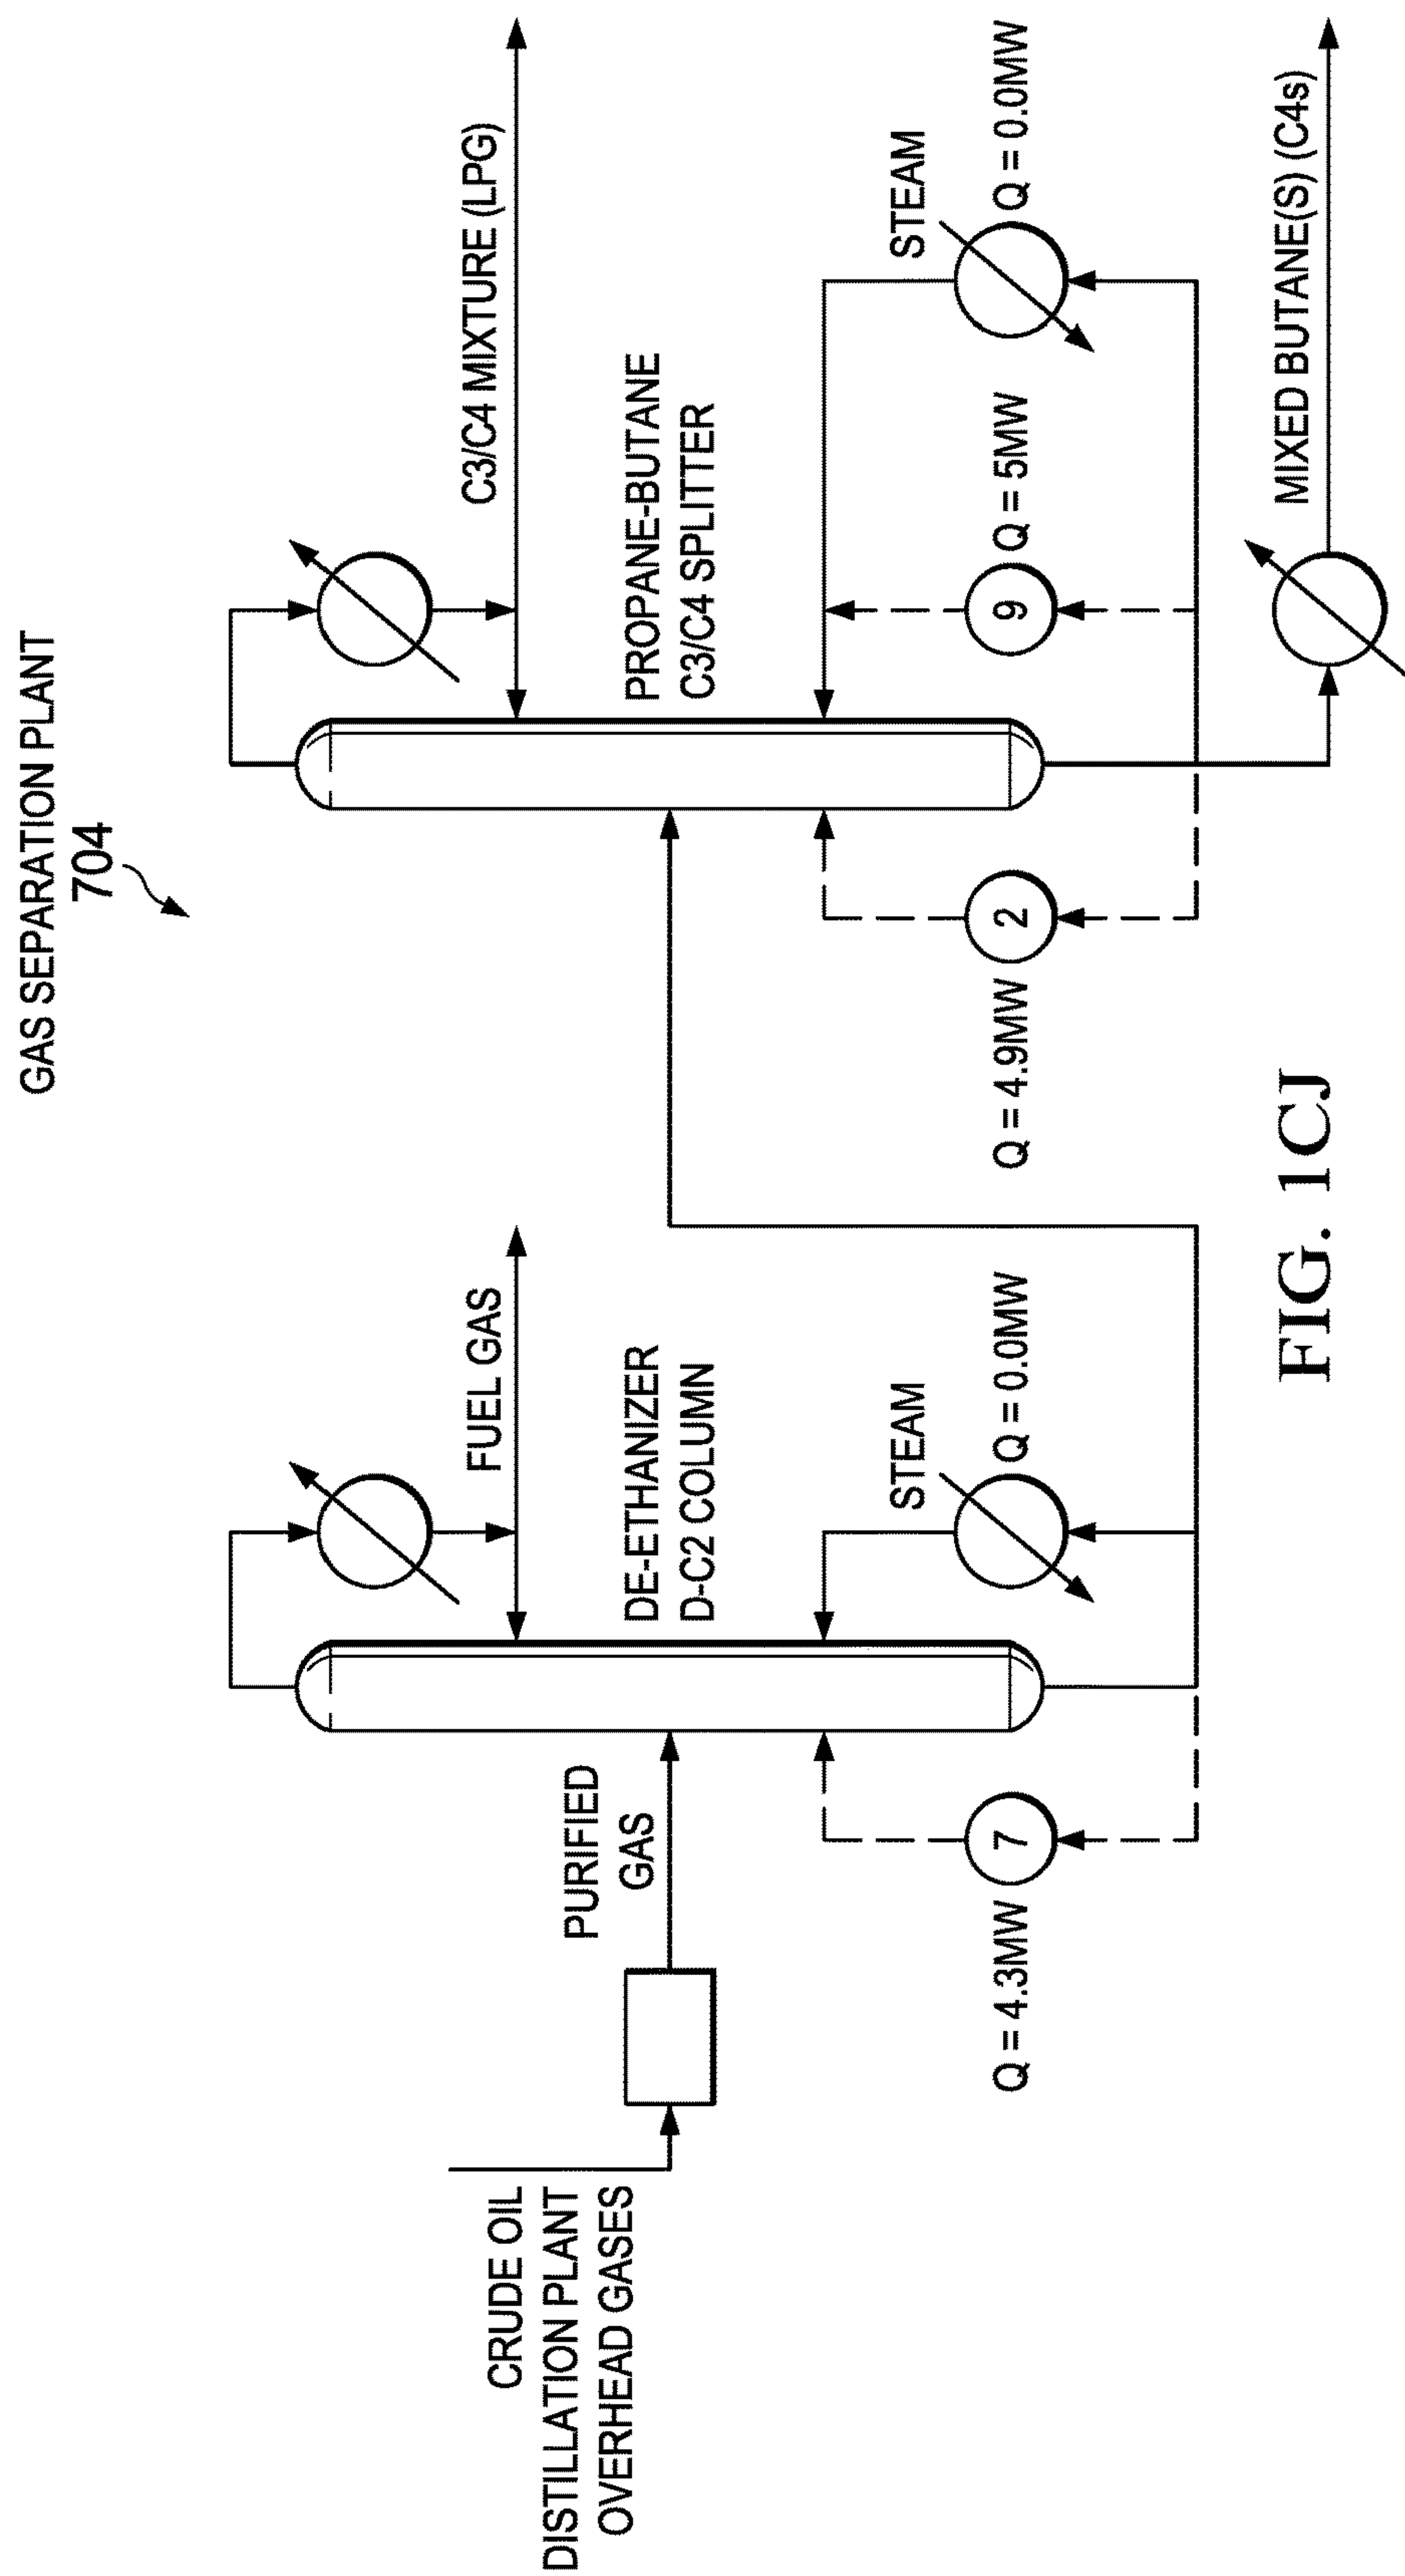 GAS SEPARATION PLANT
704
CRUDE OIL
DISTILLATION PLANT
OVERHEAD GASES
PURIFIED
GAS
FUEL GAS
DE-ETHANIZER
D-C2 COLUMN
STEAM
Q = 0.0MW
7
Q = 4.3MW
C3/C4 MIXTURE (LPG)
PROPANE-BUTANE
C3/C4 SPLITTER
STEAM
Q = 0.0MW
9
Q = 5MW
2
Q = 4.9MW
MIXED BUTANE(S) (C4s)
FIG. 1CJ